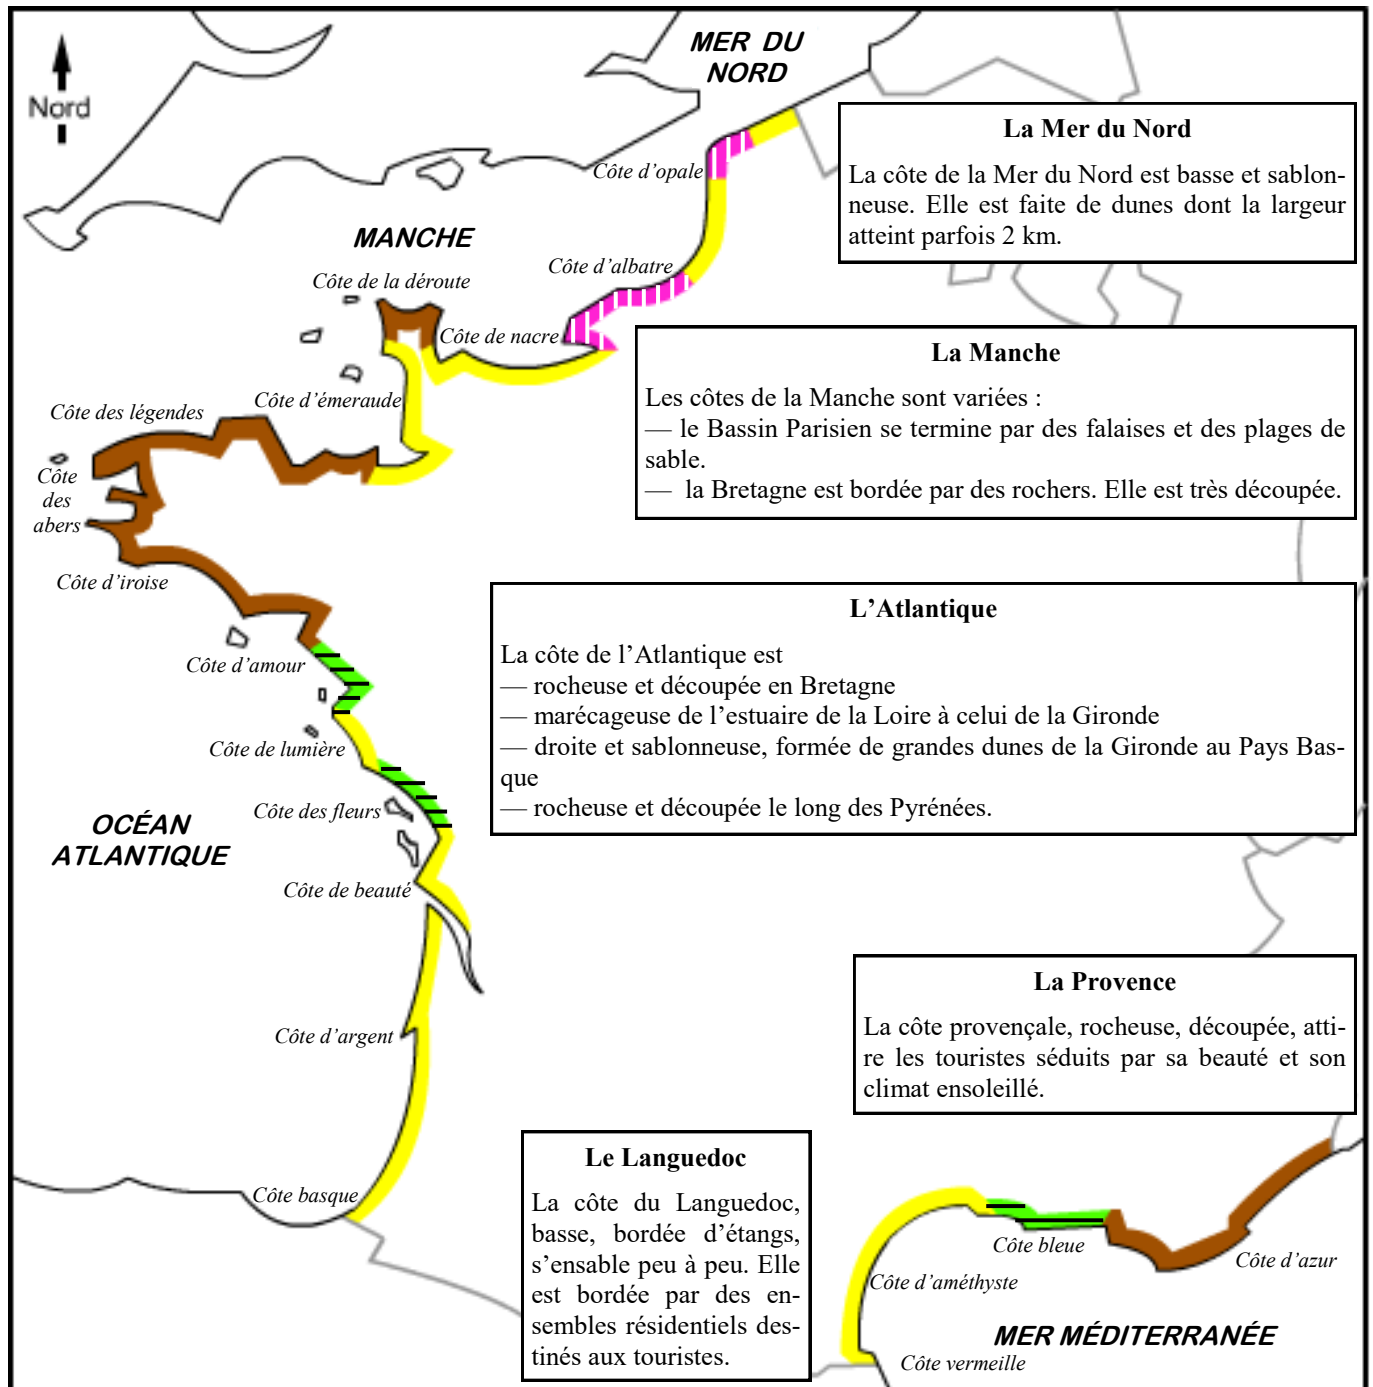 MER DU
NORD
Nord
La Mer du Nord
La côte de la Mer du Nord est basse et sablon-
neuse. Elle est faite de dunes dont la largeur
atteint parfois 2 km.
Côte d’opale
MANCHE
Côte d’albatre
Côte de la déroute
Côte de nacre
La Manche
Les côtes de la Manche sont variées :
— le Bassin Parisien se termine par des falaises et des plages de
sable.
— la Bretagne est bordée par des rochers. Elle est très découpée.
Côte d’émeraude
Côte des légendes
Côte
des
abers
Côte d’iroise
L’Atlantique
La côte de l’Atlantique est
— rocheuse et découpée en Bretagne
— marécageuse de l’estuaire de la Loire à celui de la Gironde
— droite et sablonneuse, formée de grandes dunes de la Gironde au Pays Bas-
que
— rocheuse et découpée le long des Pyrénées.
Côte d’amour
Côte de lumière
Côte des fleurs
OCÉAN
ATLANTIQUE
Côte de beauté
La Provence
La côte provençale, rocheuse, découpée, atti-
re les touristes séduits par sa beauté et son
climat ensoleillé.
Côte d’argent
Côte basque
Le Languedoc
La côte du Languedoc,
basse, bordée d’étangs,
s’ensable peu à peu. Elle
est bordée par des en-
sembles résidentiels des-
tinés aux touristes.
Côte bleue
Côte d’azur
Côte d’améthyste
MER MÉDITERRANÉE
Côte vermeille